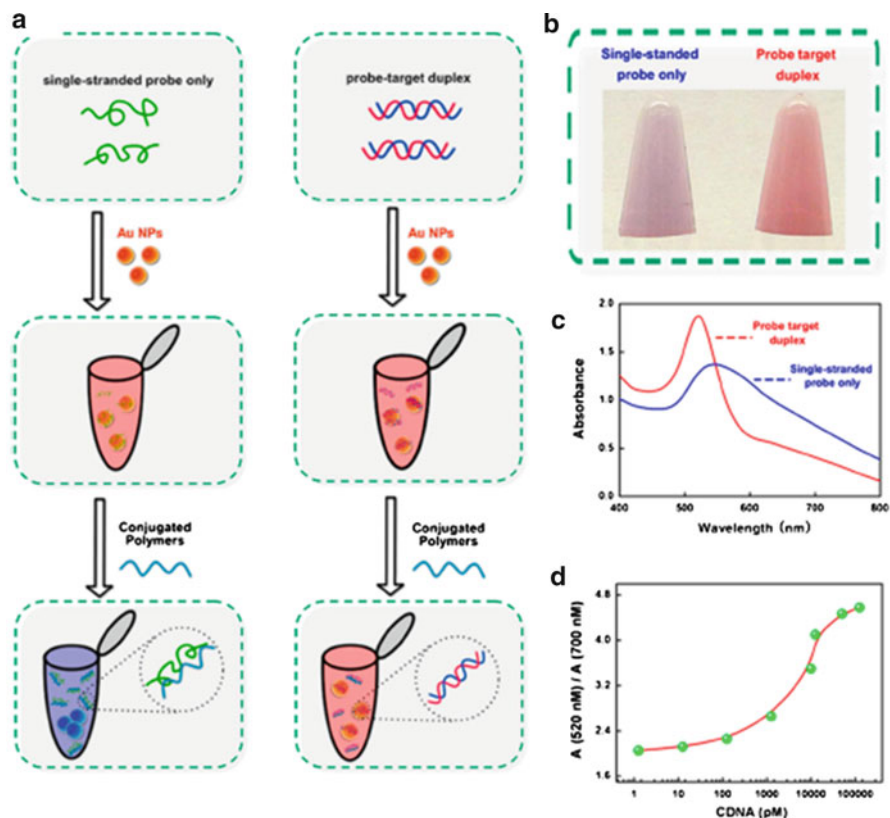 a
single-stranded probe only
probe-target duplex
Au NPs
Au NPs
Conjugated
Polymers
Conjugated
Polymers
b
Single-standed
probe only
Probe target
duplex
c
2.0
1.5
1.0
0.5
0.0
Absorbance
400
500
600
700
800
Wavelength (nm)
Probe target
duplex
Single-stranded
probe only
d
4.8
4.0
3.2
2.4
1.6
A (520 nM) / A (700 nM)
1
10
100
1000
10000
100000
CDNA (pM)